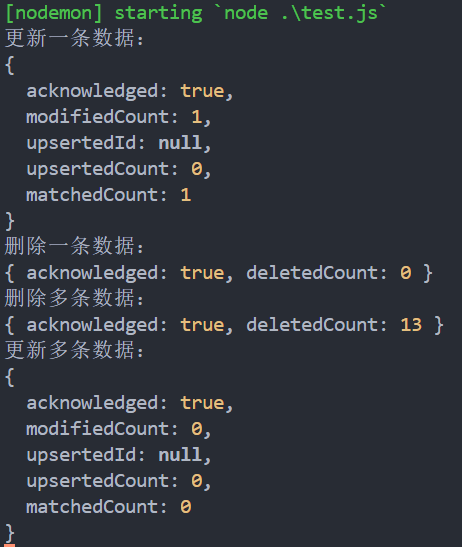 [nodemon] starting `node .\test.js`
更新一条数据：
{
  acknowledged: true,
  modifiedCount: 1,
  upsertedId: null,
  upsertedCount: 0,
  matchedCount: 1
}
删除一条数据：
{ acknowledged: true, deletedCount: 0 }
删除多条数据：
{ acknowledged: true, deletedCount: 13 }
更新多条数据：
{
  acknowledged: true,
  modifiedCount: 0,
  upsertedId: null,
  upsertedCount: 0,
  matchedCount: 0
}